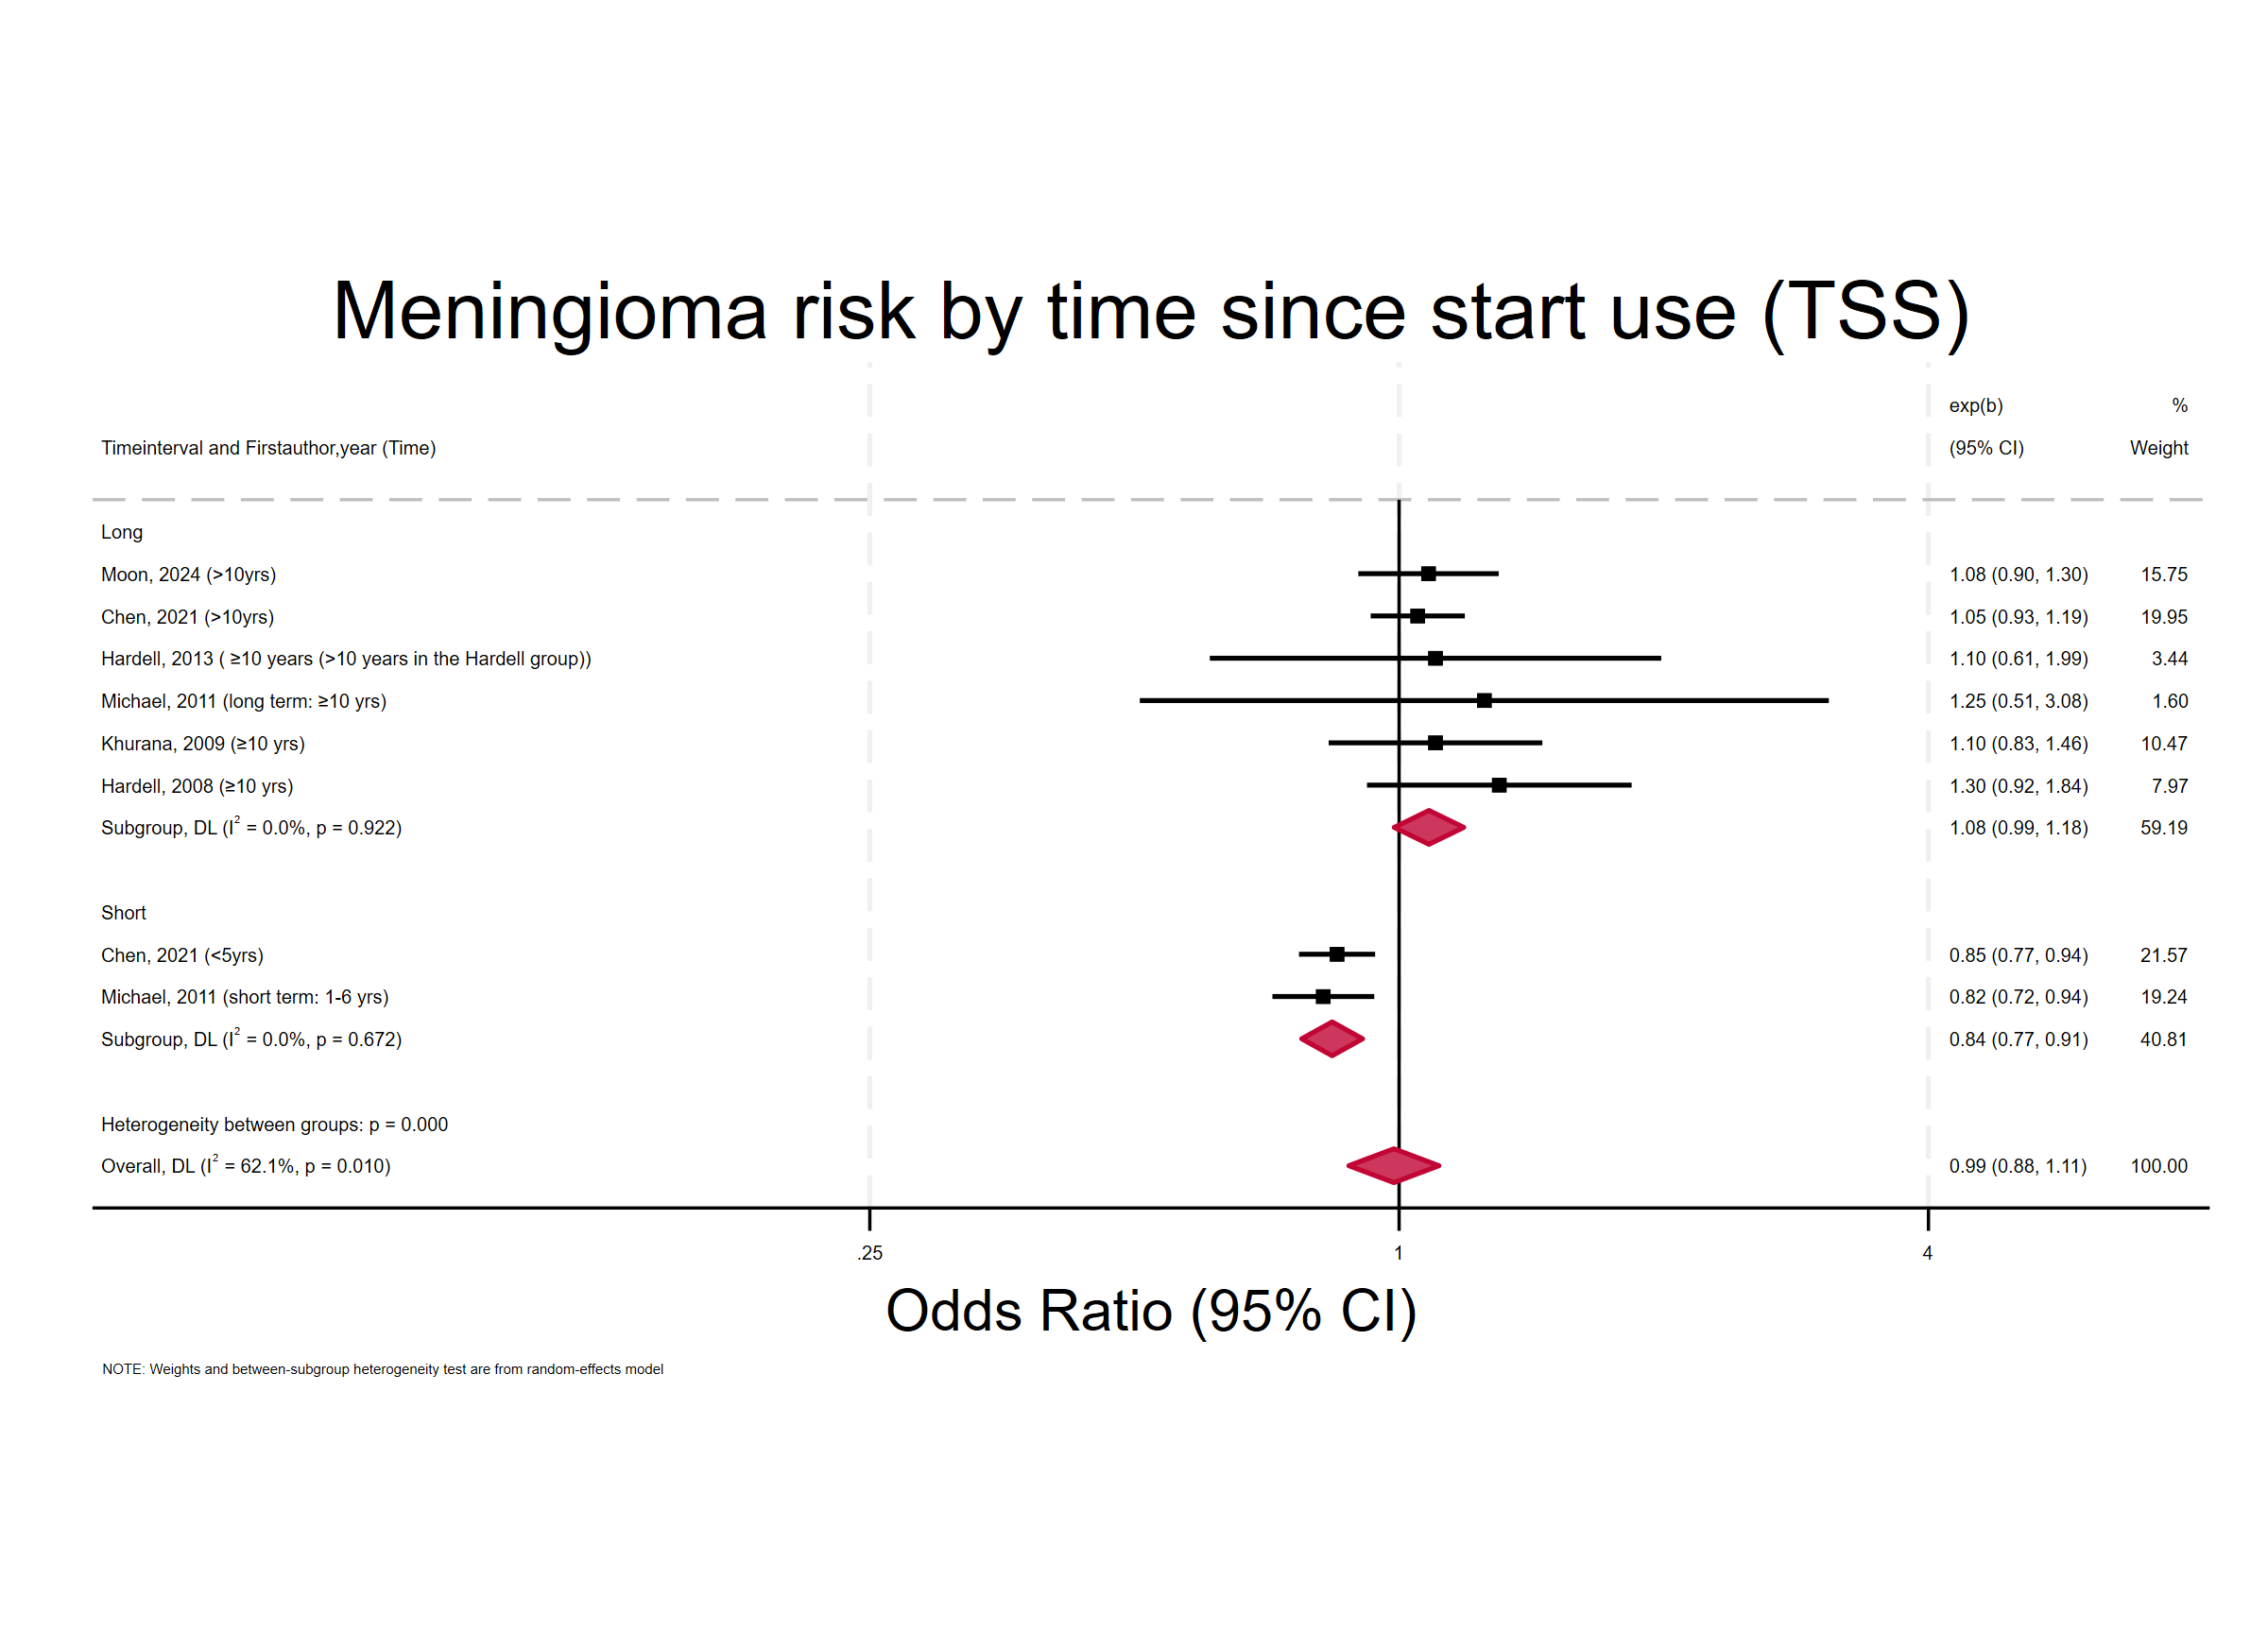 Meningioma risk by time since start use (TSS)
exp(b) %
Timeinterval and Firstauthor,year (Time) (95% CI) Weight
Long
Moon, 2024 (>10yrs) 1.08 (0.90, 1.30) 15.75
Chen, 2021 (>10yrs) 1.05 (0.93, 1.19) 19.95
Hardell, 2013 ( ≥10 years (>10 years in the Hardell group)) 1.10 (0.61, 1.99) 3.44
Michael, 2011 (long term: ≥10 yrs) 1.25 (0.51, 3.08) 1.60
Khurana, 2009 (≥10 yrs) 1.10 (0.83, 1.46) 10.47
Hardell, 2008 (≥10 yrs) 1.30 (0.92, 1.84) 7.97
Subgroup, DL (I² = 0.0%, p = 0.922) 1.08 (0.99, 1.18) 59.19
Short
Chen, 2021 (<5yrs) 0.85 (0.77, 0.94) 21.57
Michael, 2011 (short term: 1-6 yrs) 0.82 (0.72, 0.94) 19.24
Subgroup, DL (I² = 0.0%, p = 0.672) 0.84 (0.77, 0.91) 40.81
Heterogeneity between groups: p = 0.000
Overall, DL (I² = 62.1%, p = 0.010) 0.99 (0.88, 1.11) 100.00
.25 1 4
Odds Ratio (95% CI)
NOTE: Weights and between-subgroup heterogeneity test are from random-effects model